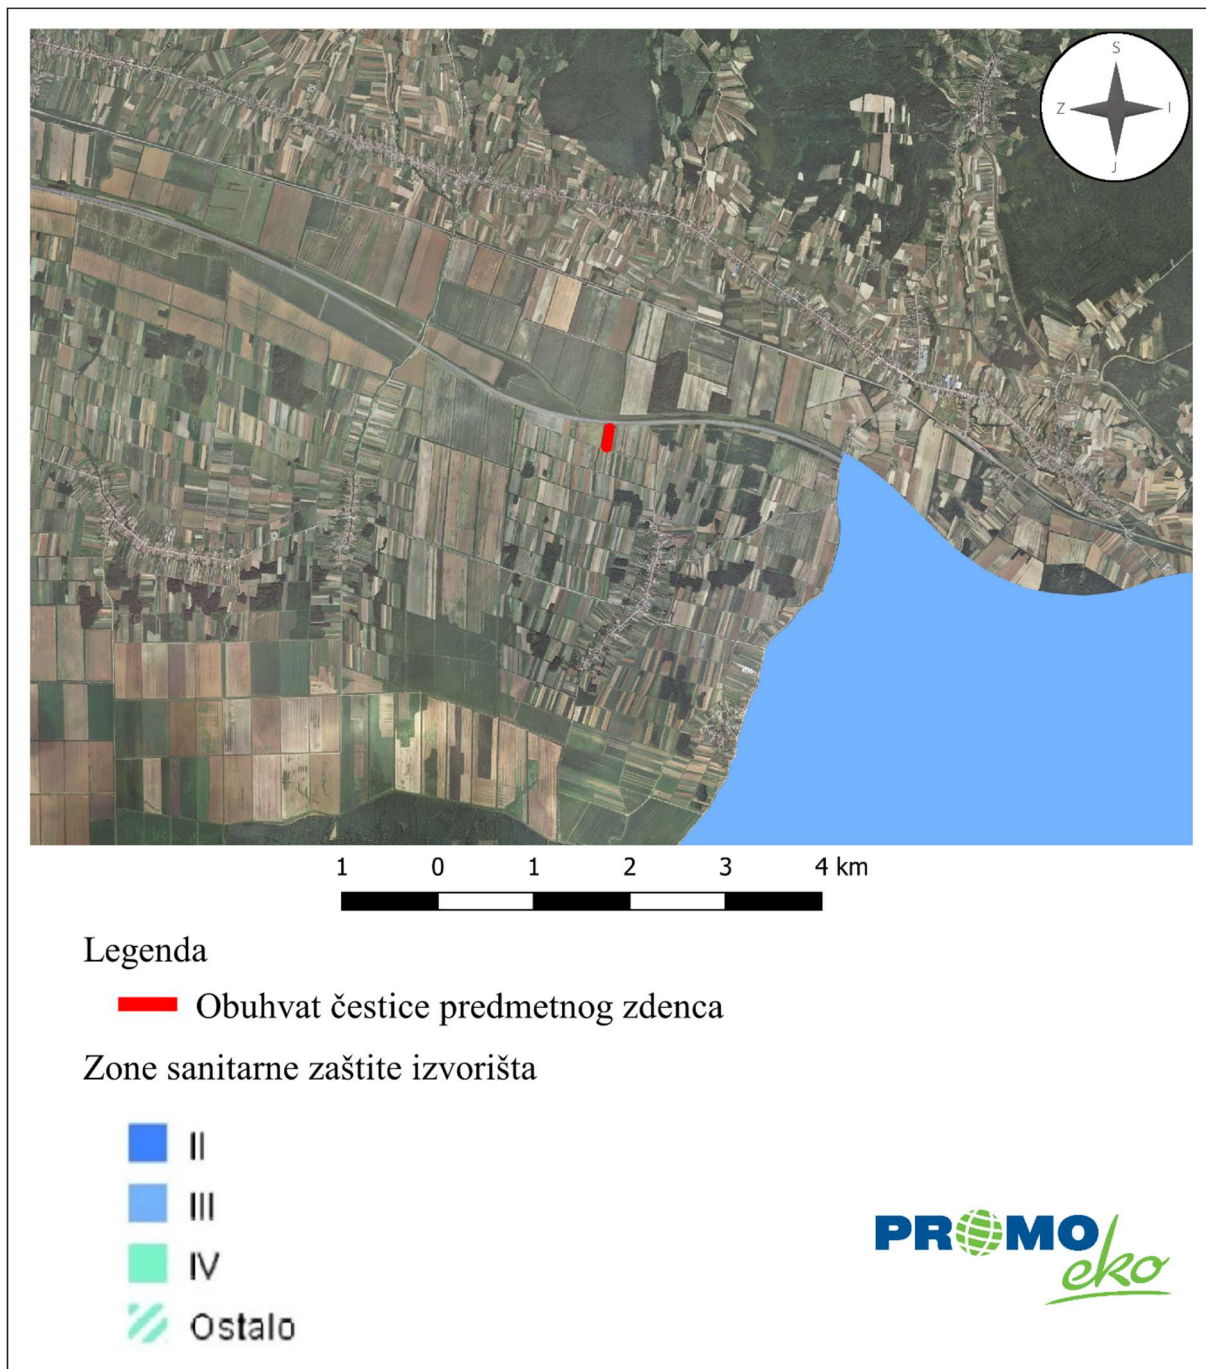 S
Z I
J
1 0 1 2 3 4 km
Legenda
Obuhvat čestice predmetnog zdenca
Zone sanitarne zaštite izvorišta
II
III
IV
Ostalo
PROMO
eko